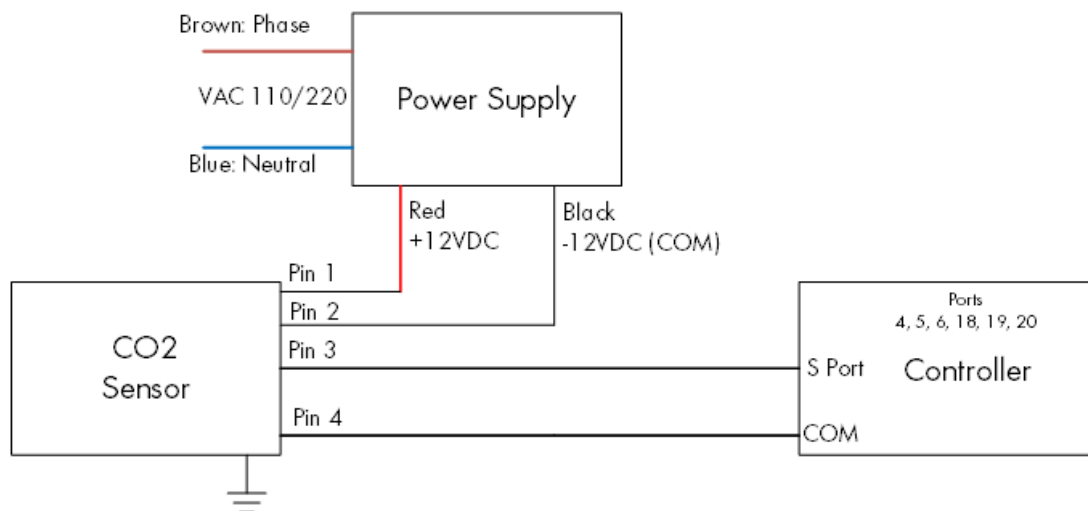 Brown: Phase
VAC 110/220
Blue: Neutral
Power Supply
Red
+12VDC
Black
-12VDC (COM)
Pin 1
Pin 2
Pin 3
Pin 4
CO2
Sensor
Ports
4, 5, 6, 18, 19, 20
S Port
Controller
COM